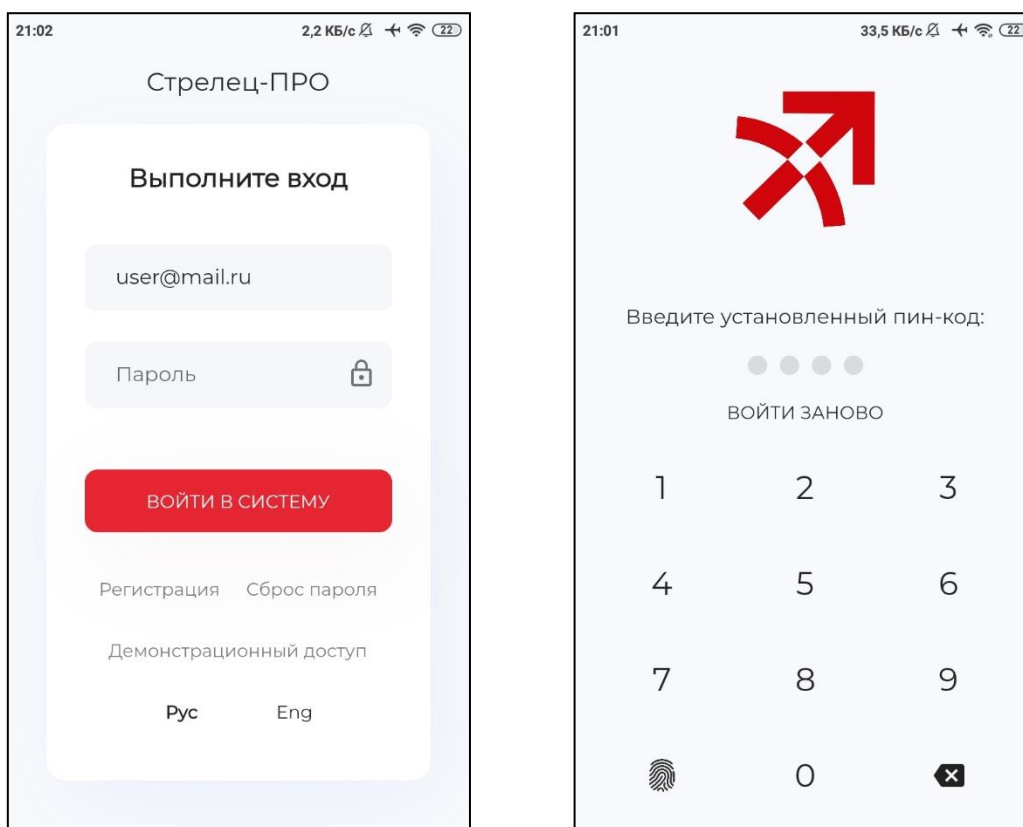 21:02 2,2 КБ/с 22
Стрелец-ПРО
Выполните вход
user@mail.ru
Пароль
ВОЙТИ В СИСТЕМУ
Регистрация Сброс пароля
Демонстрационный доступ
Рус Eng
21:01 33,5 КБ/с 22
Введите установленный пин-код:
ВОЙТИ ЗАНОВО
1 2 3
4 5 6
7 8 9
0